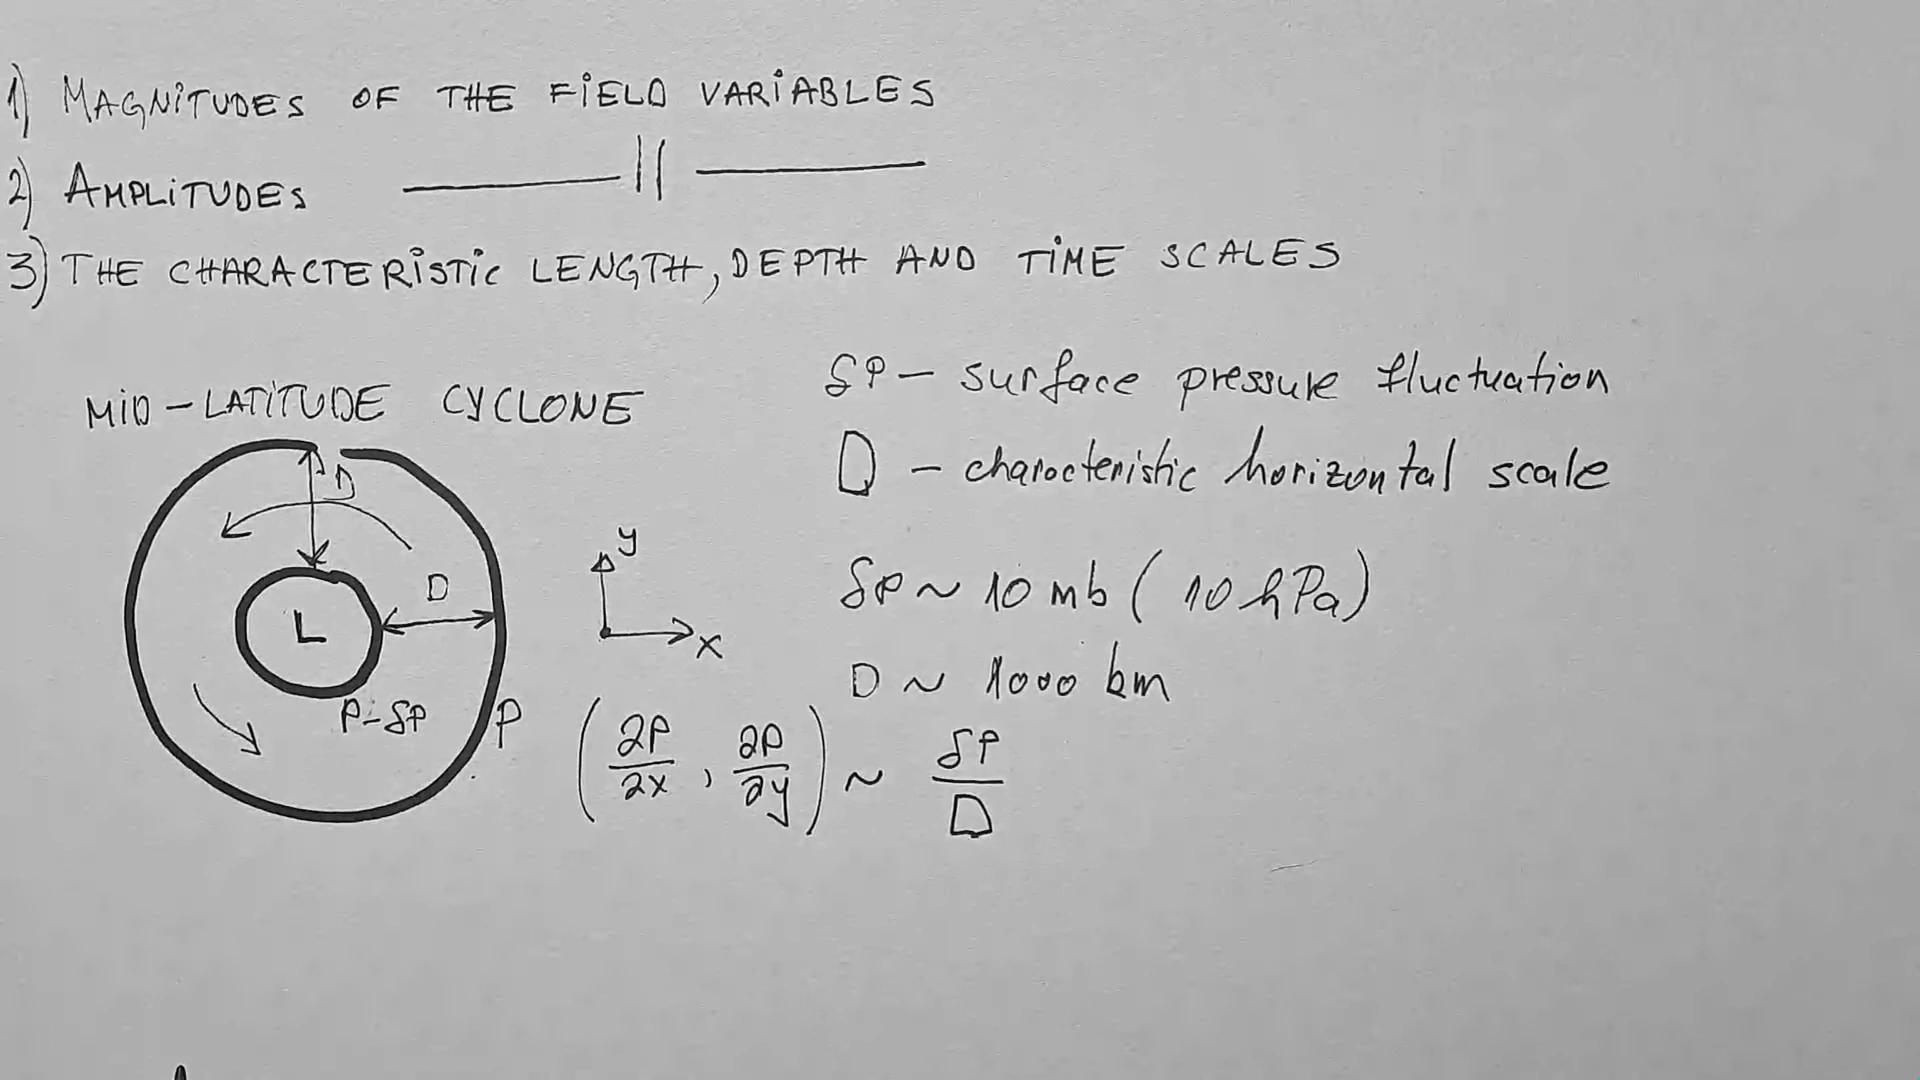 1) MAGNITUDES OF THE FIELD VARIABLES
2) AMPLITUDES —— || ——
3) THE CHARACTERISTIC LENGTH, DEPTH AND TIME SCALES
MID-LATITUDE CYCLONE
D
D
L
P-δP
P
y
x
δP - surface pressure fluctuation
D - characteristic horizontal scale
δP ~ 10 mb (10 hPa)
D ~ 1000 km
(∂P/∂x, ∂P/∂y) ~ δP/D